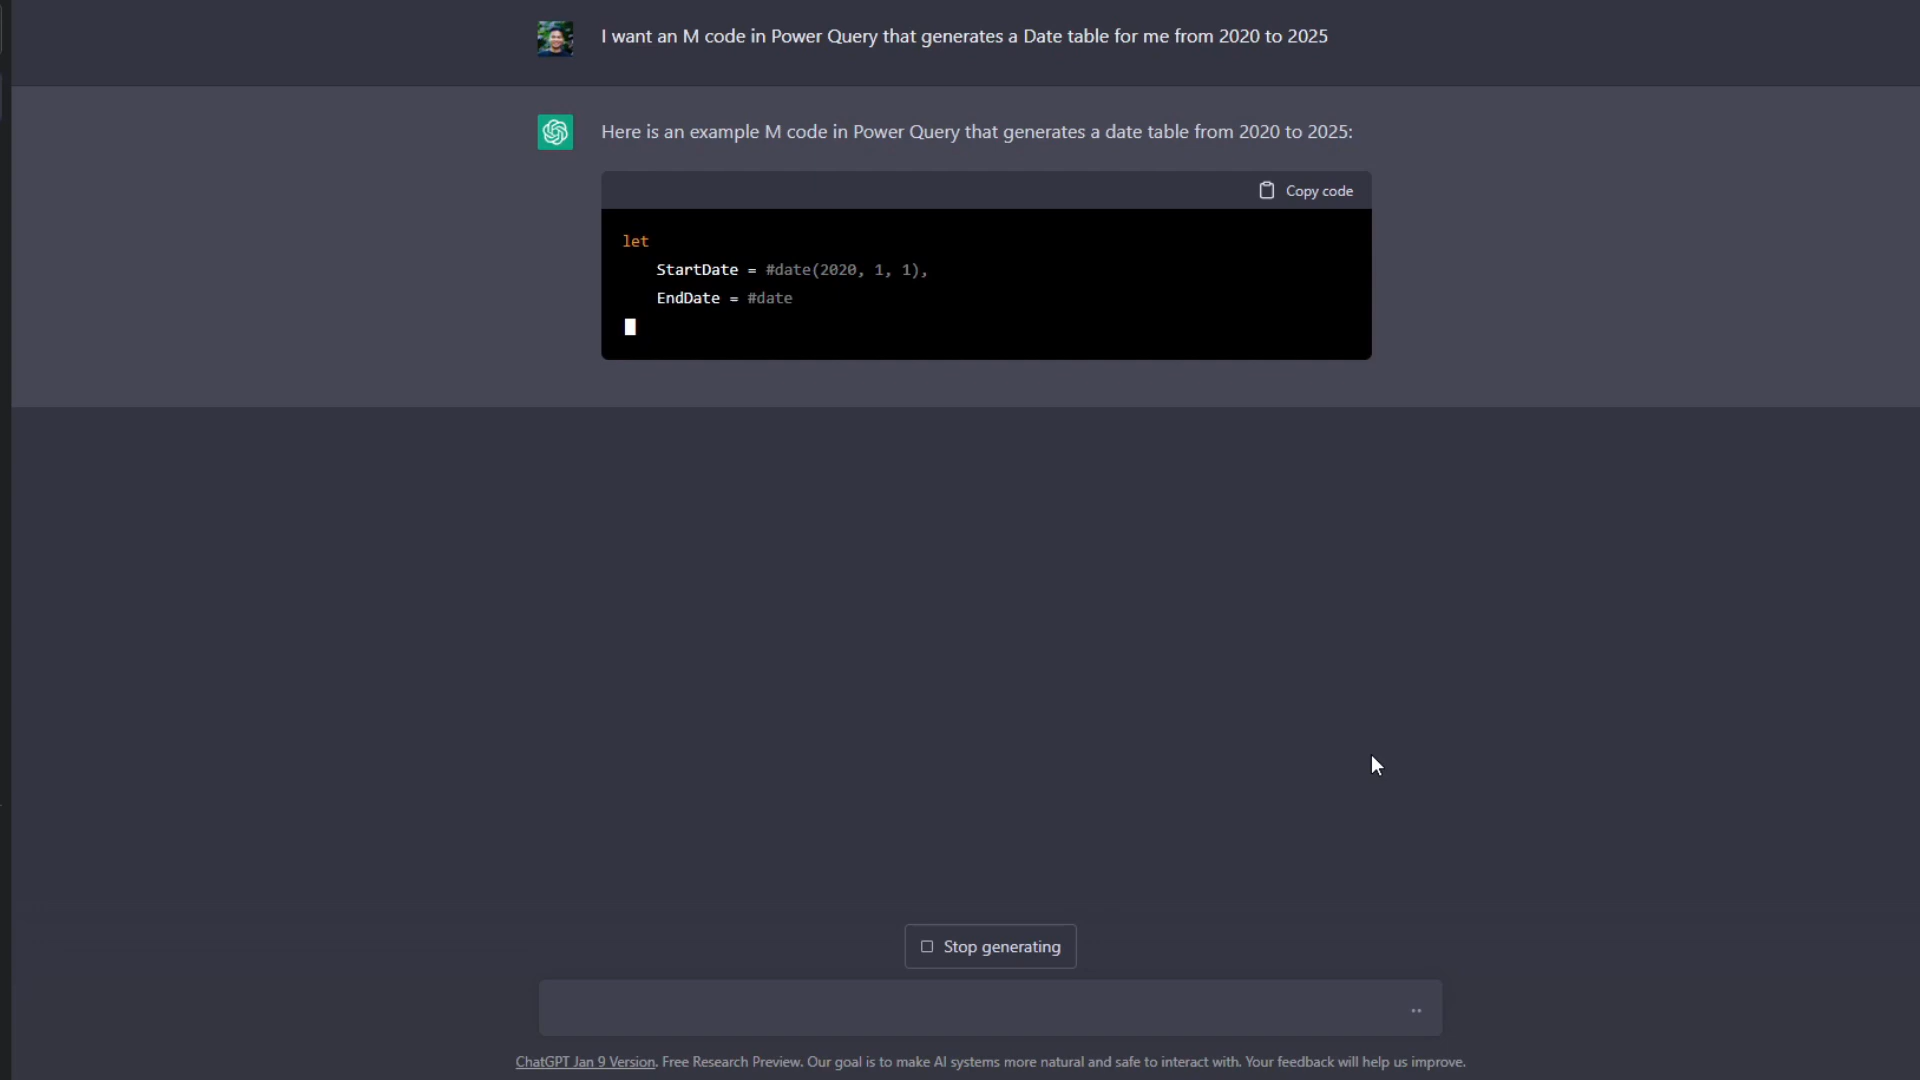 I want an M code in Power Query that generates a Date table for me from 2020 to 2025
Here is an example M code in Power Query that generates a date table from 2020 to 2025:
Copy code
let
StartDate = #date(2020, 1, 1),
EndDate = #date
Stop generating
ChatGPT Jan 9 Version. Free Research Preview. Our goal is to make AI systems more natural and safe to interact with. Your feedback will help us improve.